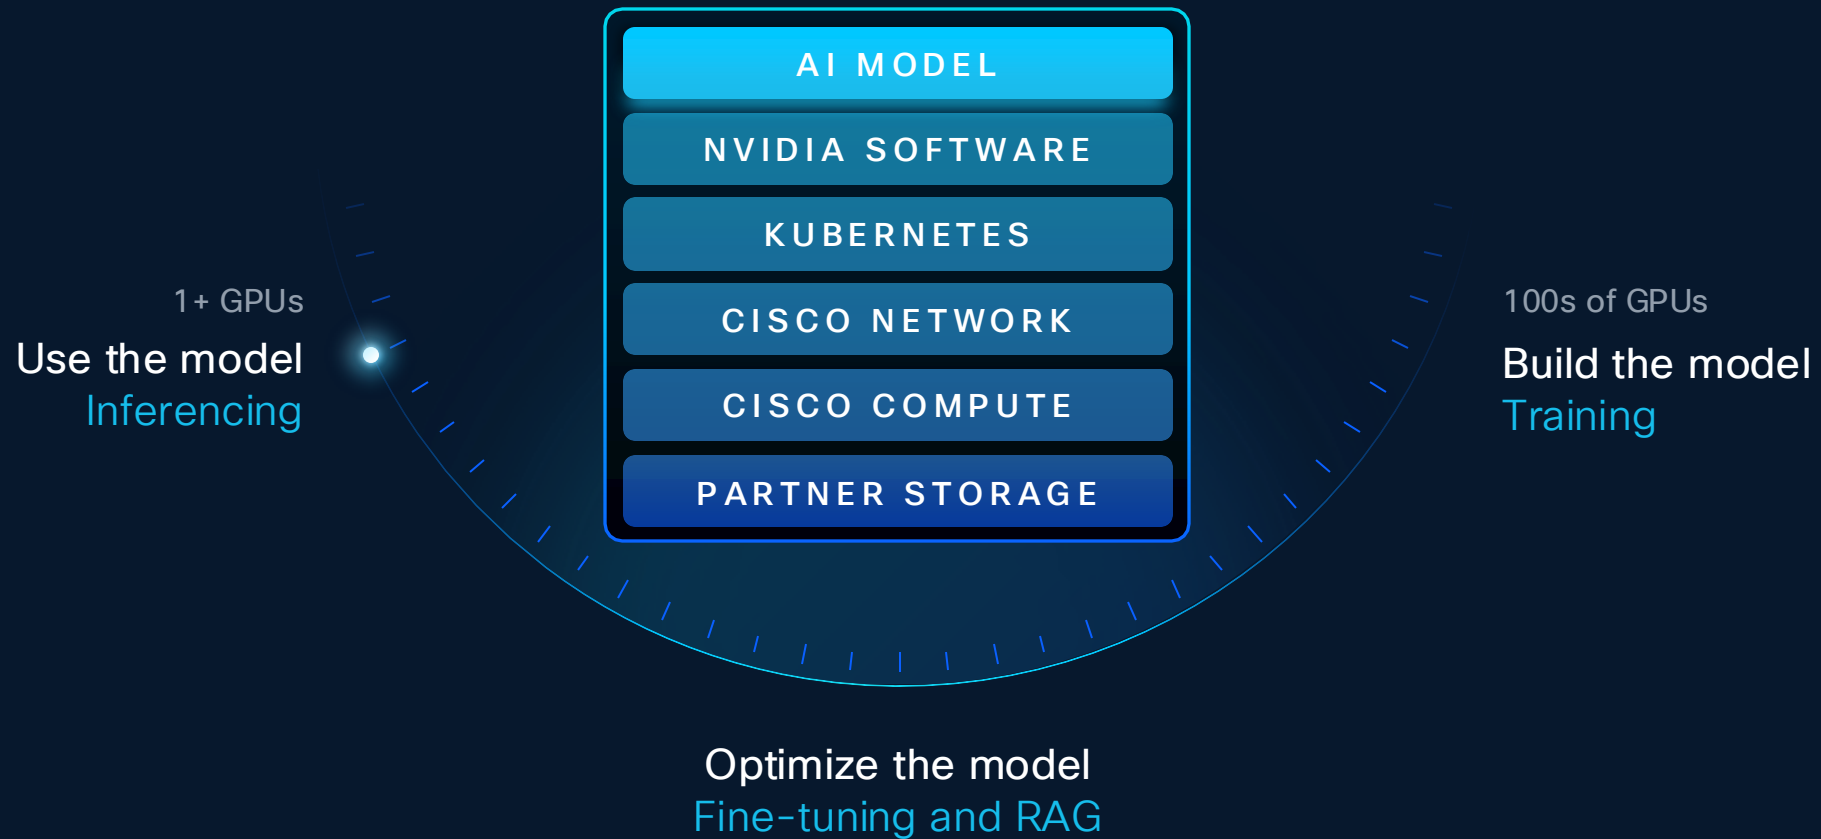 AI MODEL
NVIDIA SOFTWARE
KUBERNETES
CISCO NETWORK
CISCO COMPUTE
PARTNER STORAGE
1+ GPUs
Use the model
Inferencing
100s of GPUs
Build the model
Training
Optimize the model
Fine-tuning and RAG